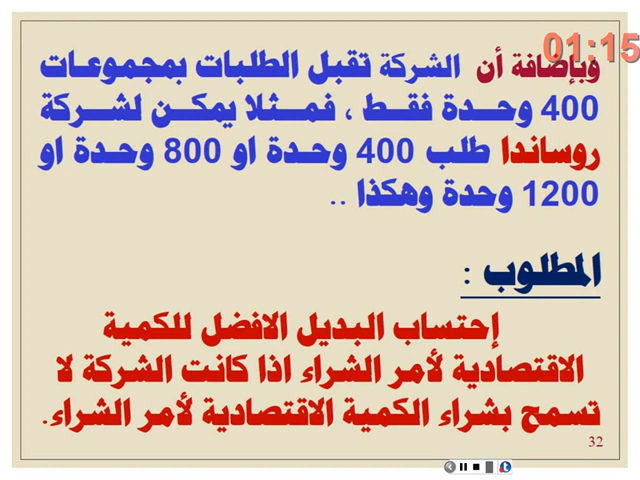 01:15
وبإضافة أن الشركة تقبل الطلبات بمجموعات
400 وحدة فقط ، فمثلا يمكن لشركة
روساندا طلب 400 وحدة او 800 وحدة او
1200 وحدة وهكذا ..
المطلوب :
إحتساب البديل الافضل للكمية
الاقتصادية لأمر الشراء اذا كانت الشركة لا
تسمح بشراء الكمية الاقتصادية لأمر الشراء.
32